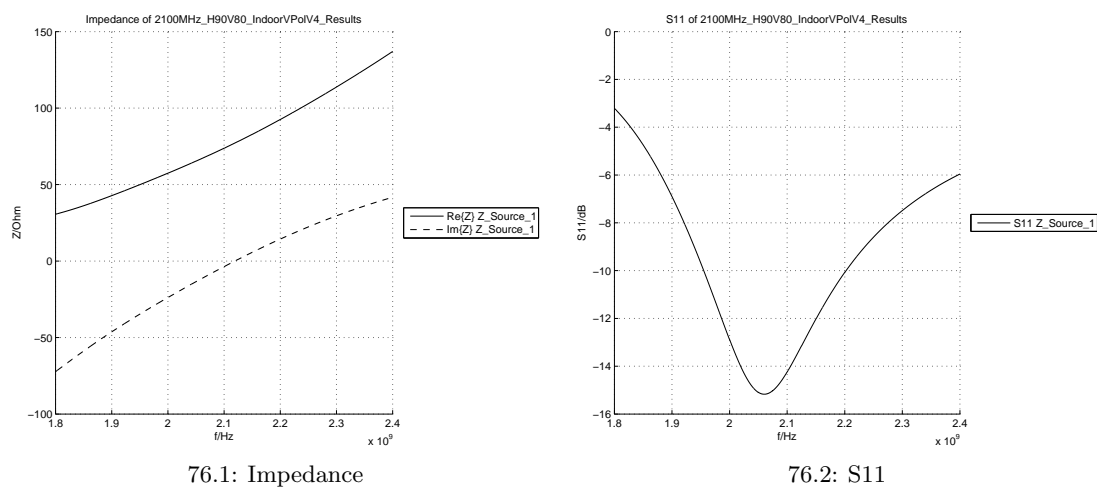 Impedance of 2100MHz_H90V80_IndoorVPolV4_Results
150
100
50
0
−50
−100
Z/Ohm
1.8
1.9
2
2.1
2.2
2.3
2.4
f/Hz
x 10^9
Re{Z} Z_Source_1
Im{Z} Z_Source_1
76.1: Impedance
S11 of 2100MHz_H90V80_IndoorVPolV4_Results
0
−2
−4
−6
−8
−10
−12
−14
−16
S11/dB
1.8
1.9
2
2.1
2.2
2.3
2.4
f/Hz
x 10^9
S11 Z_Source_1
76.2: S11